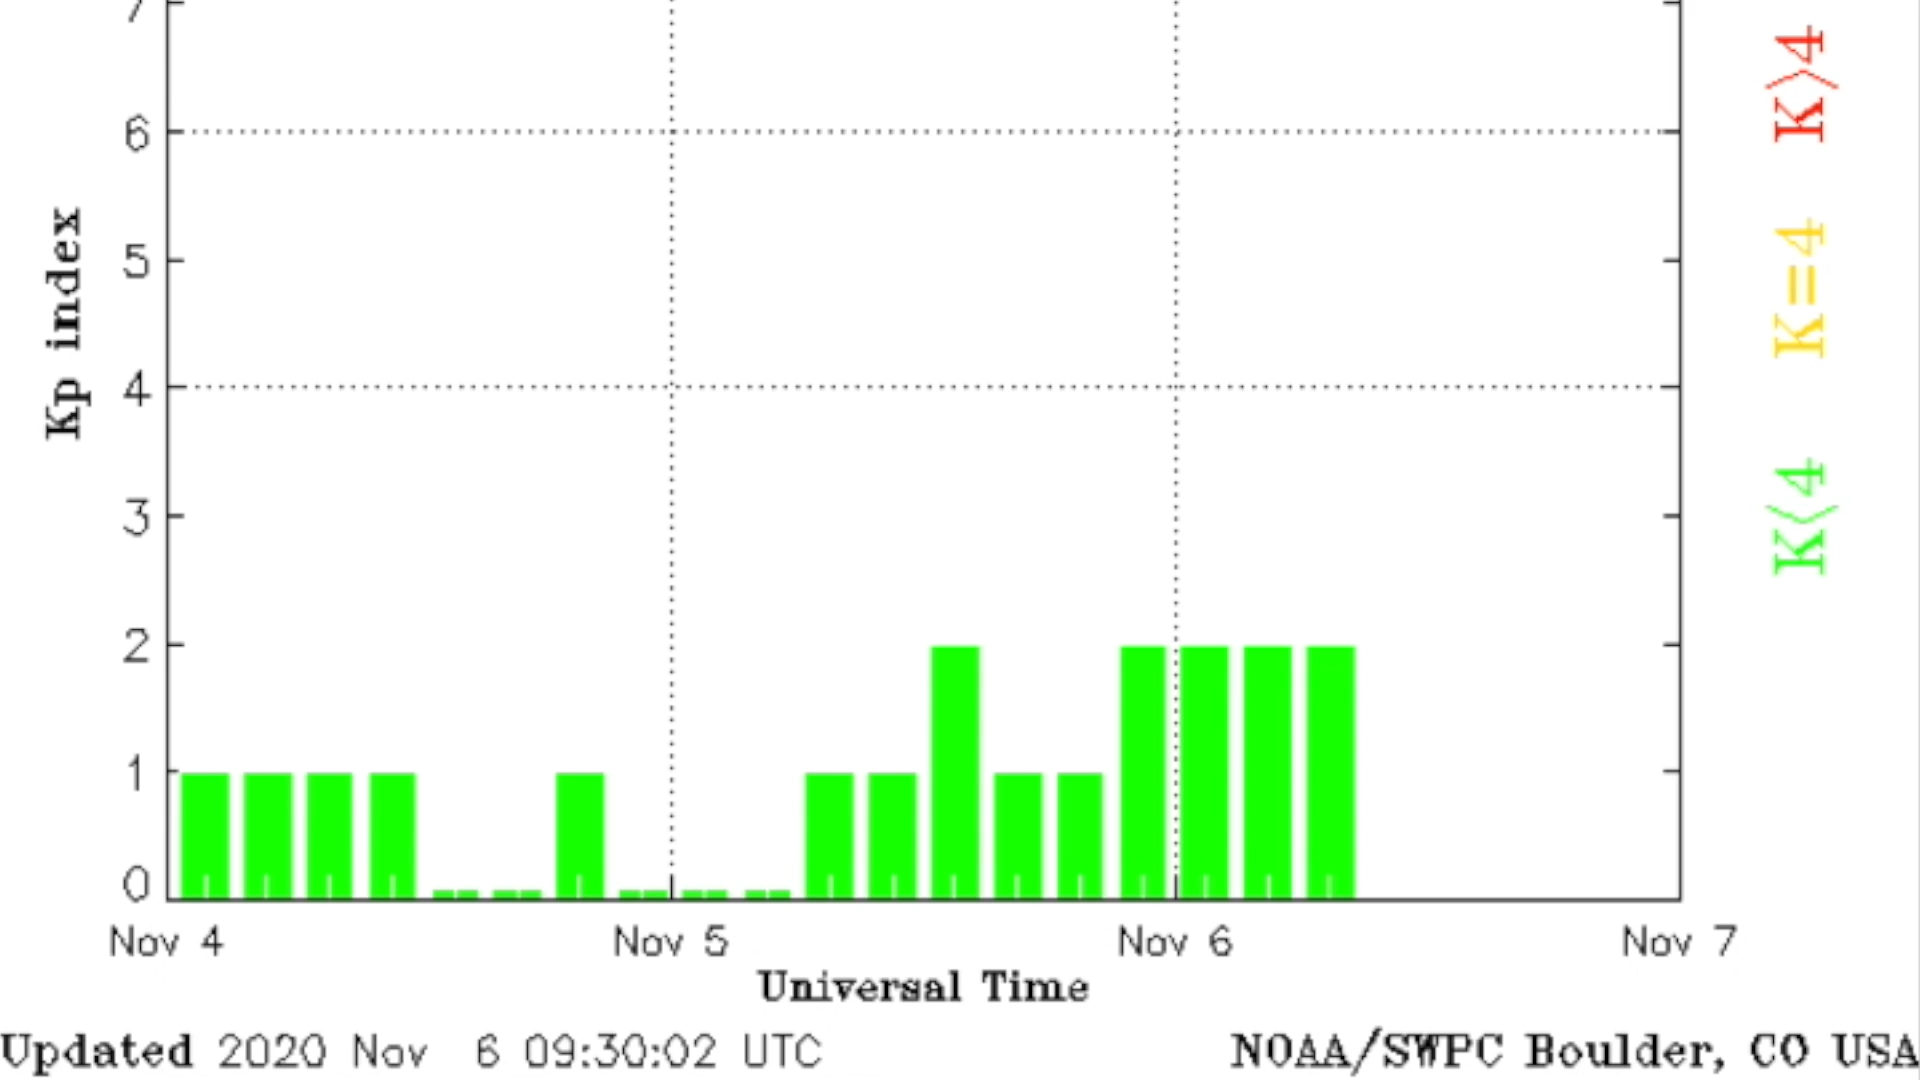 7
K>4
6
K=4
5
Kp index
4
3
K<4
2
1
0
Nov 4 Nov 5 Nov 6 Nov 7
Universal Time
Updated 2020 Nov 6 09:30:02 UTC NOAA/SWPC Boulder, CO USA